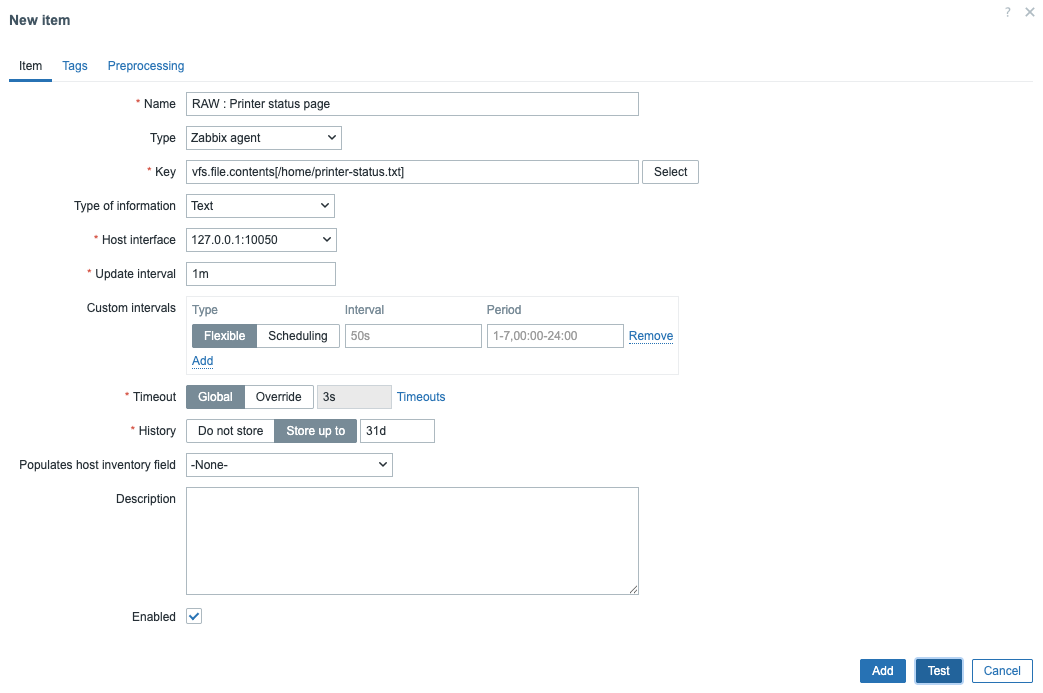 New item
?
Item Tags Preprocessing
* Name RAW : Printer status page
Type Zabbix agent
* Key vfs.file.contents[/home/printer-status.txt] Select
Type of information Text
* Host interface 127.0.0.1:10050
* Update interval 1m
Custom intervals Type Interval Period
Flexible Scheduling 50s 1-7,00:00-24:00 Remove
Add
* Timeout Global Override 3s Timeouts
* History Do not store Store up to 31d
Populates host inventory field -None-
Description
Enabled
Add Test Cancel